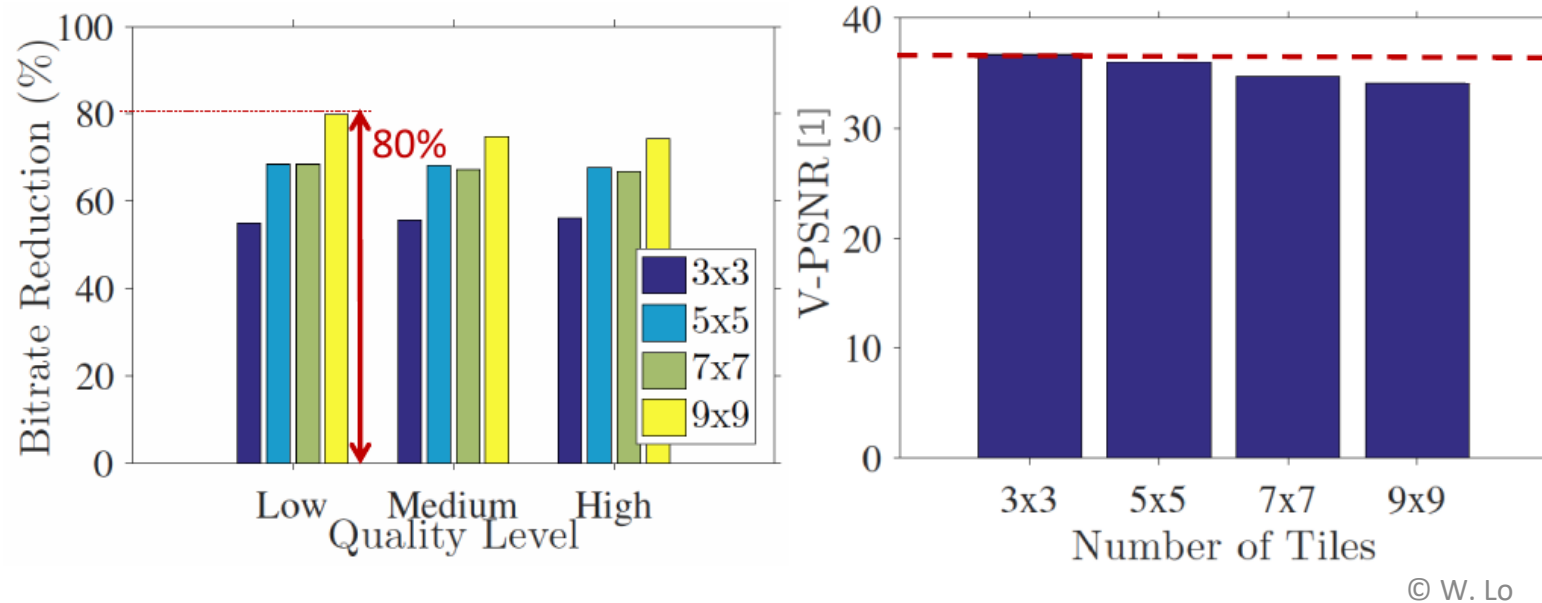 100
80
60
40
20
0
Bitrate Reduction (%)
80%
3x3
5x5
7x7
9x9
Low Medium High
Quality Level
40
30
20
10
0
V-PSNR [1]
3x3 5x5 7x7 9x9
Number of Tiles
© W. Lo